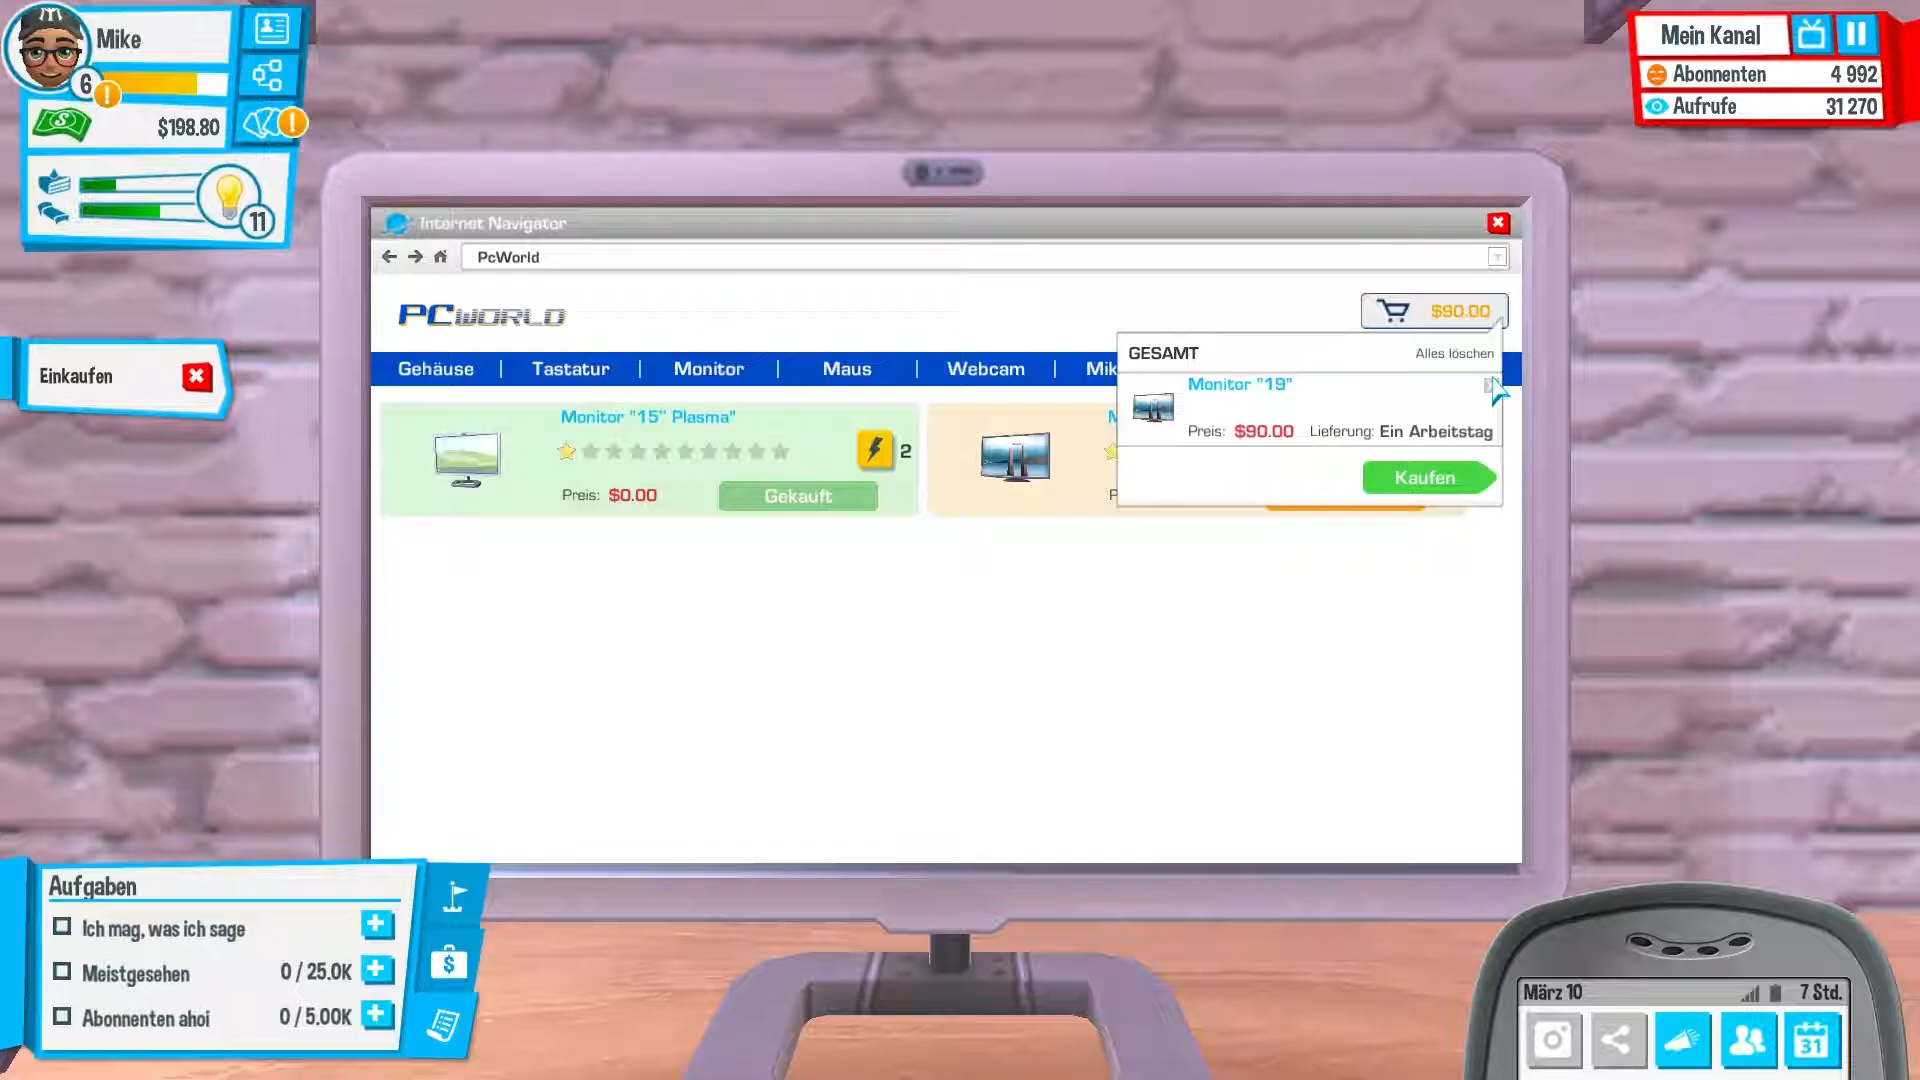 Mike
6
$198.80
11
Mein Kanal
Abonnenten 4 992
Aufrufe 31 270
Einkaufen
Internet Navigator
PcWorld
PCWORLD
$90.00
Gehäuse | Tastatur | Monitor | Maus | Webcam | Mik
GESAMT Alles löschen
Monitor "19"
Preis: $90.00 Lieferung: Ein Arbeitstag
Kaufen
Monitor "15" Plasma"
2
Preis: $0.00 Gekauft
Aufgaben
Ich mag, was ich sage
Meistgesehen 0 / 25.0K
Abonnenten ahoi 0 / 5.00K
März 10 7 Std.
31